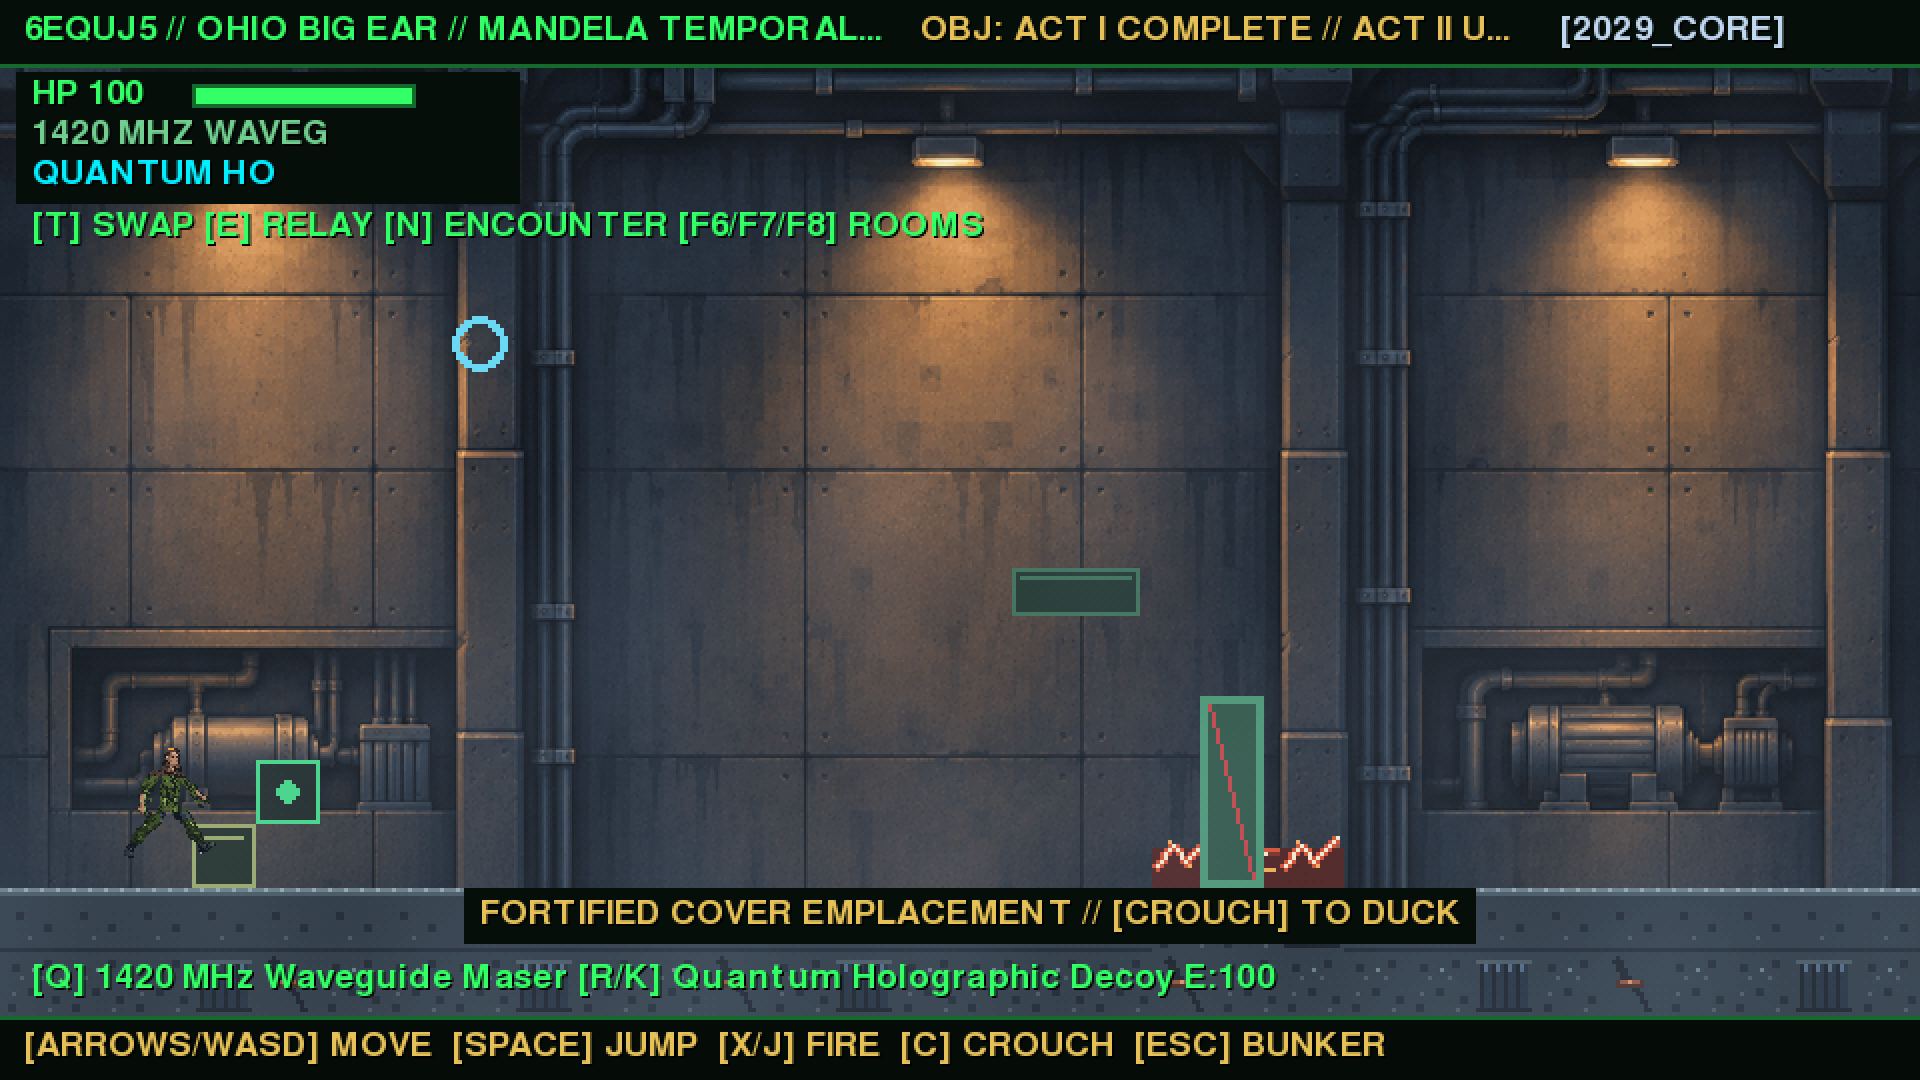 6EQUJ5 // OHIO BIG EAR // MANDELA TEMPORAL... OBJ: ACT I COMPLETE // ACT II U... [2029_CORE]
HP 100
1420 MHZ WAVEG
QUANTUM HO
[T] SWAP [E] RELAY [N] ENCOUNTER [F6/F7/F8] ROOMS
FORTIFIED COVER EMPLACEMENT // [CROUCH] TO DUCK
[Q] 1420 MHz Waveguide Maser [R/K] Quantum Holographic Decoy E:100
[ARROWS/WASD] MOVE [SPACE] JUMP [X/J] FIRE [C] CROUCH [ESC] BUNKER